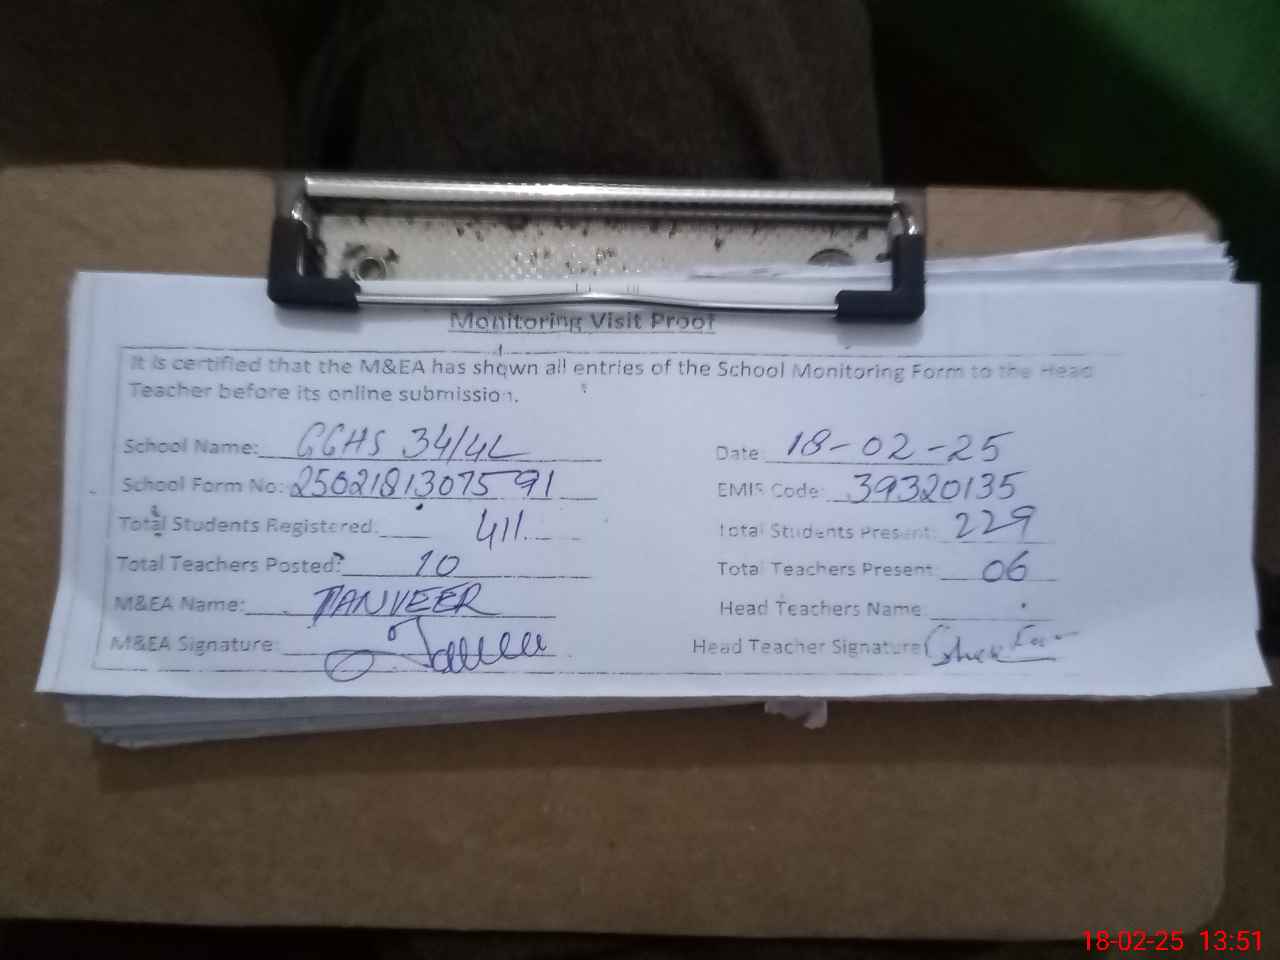 Monitoring Visit Proof
It is certified that the M&EA has shown all entries of the School Monitoring Form to the Head
Teacher before its online submission.
School Name: GGHS 34/4L Date: 18-02-25
School Form No: 2502181307591 EMIS Code: 39320135
Total Students Registered: 411 Total Students Present: 229
Total Teachers Posted: 10 Total Teachers Present: 06
M&EA Name: TANVEER Head Teachers Name
M&EA Signature: Head Teacher Signature
18-02-25 13:51